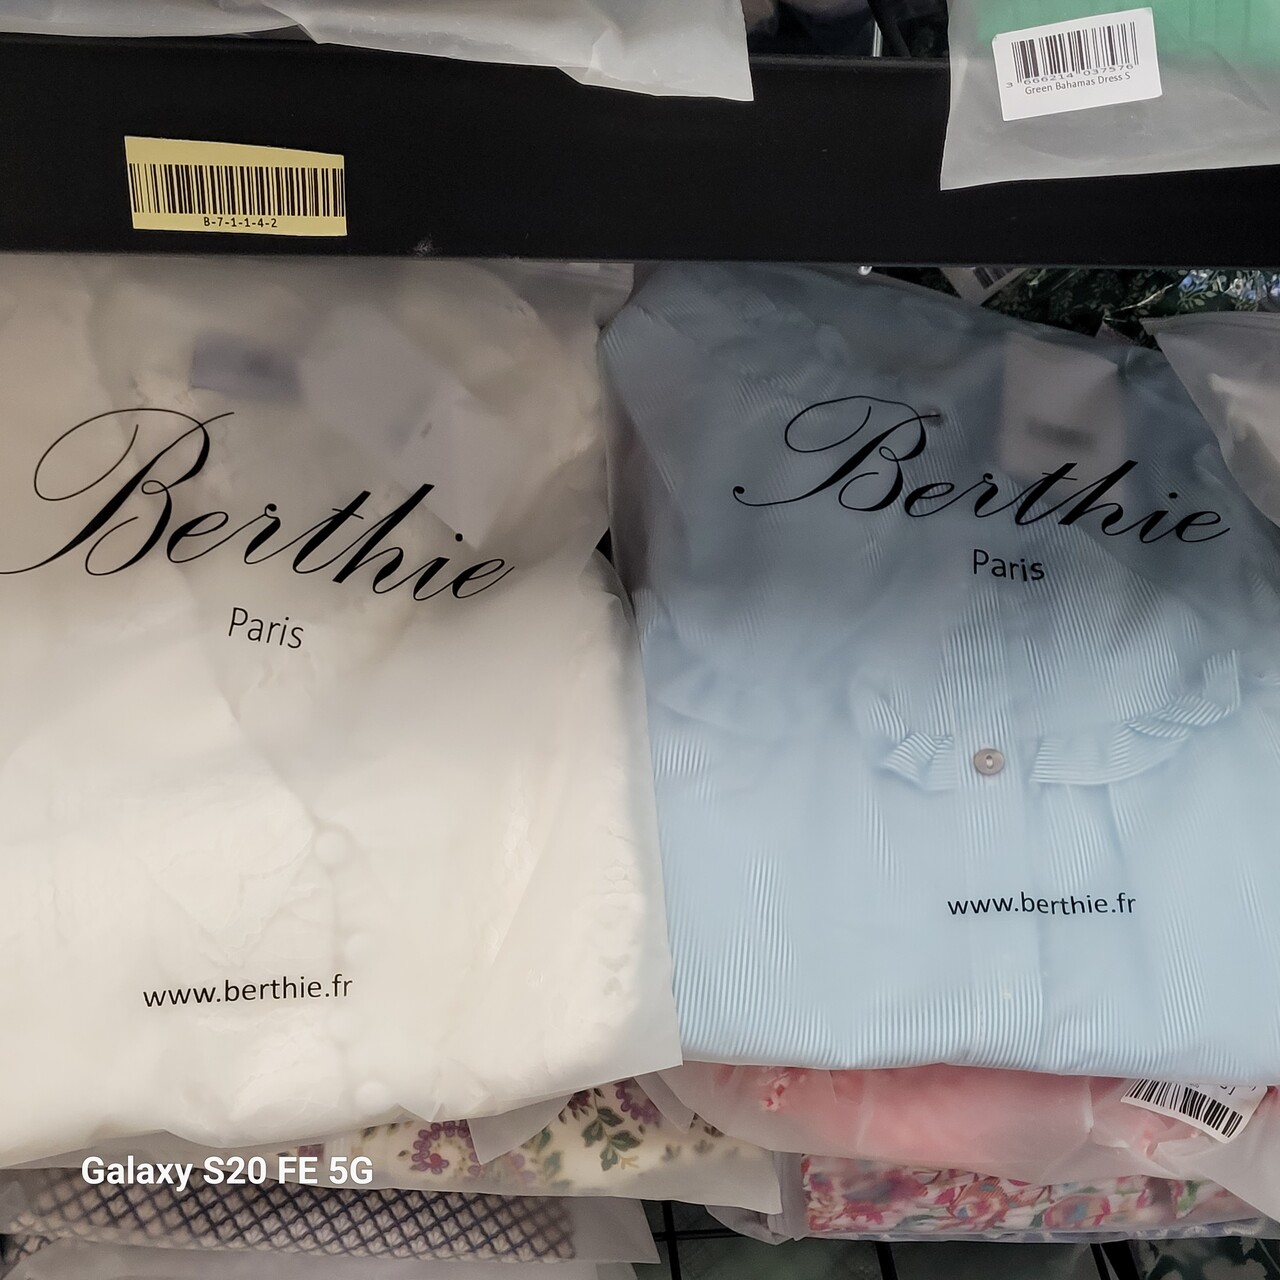 3 666214 037576
Green Bahamas Dress S
B-7-1-1-4-2
Berthie
Paris
www.berthie.fr
Berthie
Paris
www.berthie.fr
Galaxy S20 FE 5G